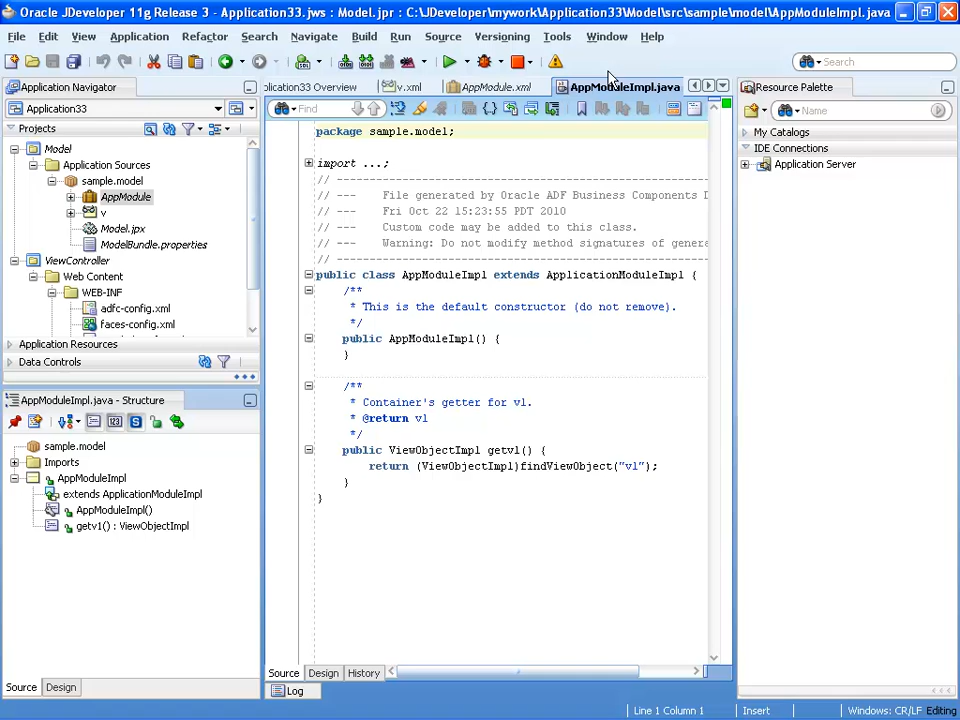 Oracle JDeveloper 11g Release 3 - Application33.jws : Model.jpr : C:\JDeveloper\mywork\Application33\Model\src\sample\model\AppModuleImpl.java
File Edit View Application Refactor Search Navigate Build Run Source Versioning Tools Window Help
Search
Application Navigator
Application33
Projects
Model
Application Sources
sample.model
AppModule
v
Model.jpx
ModelBundle.properties
ViewController
Web Content
WEB-INF
adfc-config.xml
faces-config.xml
Application Resources
Data Controls
AppModuleImpl.java - Structure
sample.model
Imports
AppModuleImpl
extends ApplicationModuleImpl
AppModuleImpl()
getv1() : ViewObjectImpl
Source Design
plication33 Overview v.xml AppModule.xml AppModuleImpl.java
Find
package sample.model;
import ...;
// ---------------------------------------------------------
// --- File generated by Oracle ADF Business Components D
// --- Fri Oct 22 15:23:55 PDT 2010
// --- Custom code may be added to this class.
// --- Warning: Do not modify method signatures of genera
// ---------------------------------------------------------
public class AppModuleImpl extends ApplicationModuleImpl {
/**
* This is the default constructor (do not remove).
*/
public AppModuleImpl() {
}
/**
* Container's getter for v1.
* @return v1
*/
public ViewObjectImpl getv1() {
return (ViewObjectImpl)findViewObject("v1");
}
}
Source Design History
Log
Resource Palette
Name
My Catalogs
IDE Connections
Application Server
Line 1 Column 1 Insert Windows: CR/LF Editing